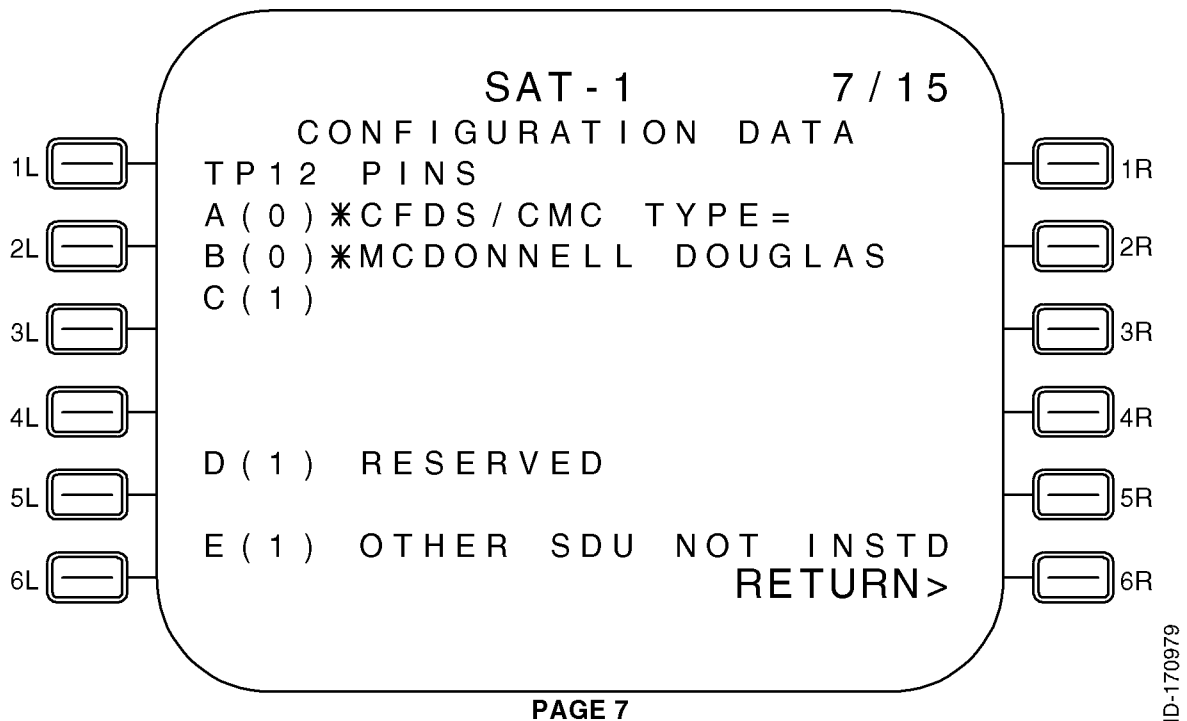 SAT-1 7/15
CONFIGURATION DATA
1L TP12 PINS 1R
A(0)*CFDS/CMC TYPE=
2L B(0)*MCDONNELL DOUGLAS 2R
C(1)
3L 3R
4L 4R
D(1) RESERVED
5L 5R
E(1) OTHER SDU NOT INSTD
6L RETURN> 6R
PAGE 7
ID-170979